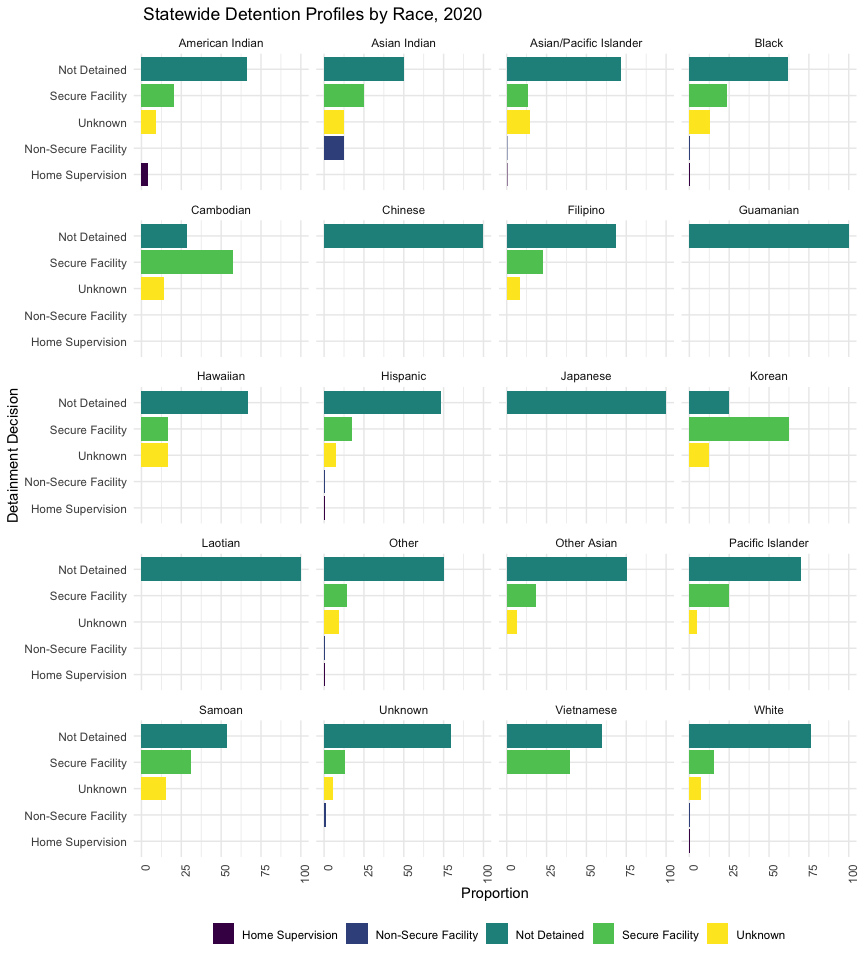 Statewide Detention Profiles by Race, 2020
American Indian Asian Indian Asian/Pacific Islander Black
Not Detained
Secure Facility
Unknown
Non-Secure Facility
Home Supervision
Cambodian Chinese Filipino Guamanian
Not Detained
Secure Facility
Unknown
Non-Secure Facility
Home Supervision
Hawaiian Hispanic Japanese Korean
Detainment Decision
Not Detained
Secure Facility
Unknown
Non-Secure Facility
Home Supervision
Laotian Other Other Asian Pacific Islander
Not Detained
Secure Facility
Unknown
Non-Secure Facility
Home Supervision
Samoan Unknown Vietnamese White
Not Detained
Secure Facility
Unknown
Non-Secure Facility
Home Supervision
0 25 50 75 100 0 25 50 75 100 0 25 50 75 100 0 25 50 75 100
Proportion
Home Supervision Non-Secure Facility Not Detained Secure Facility Unknown